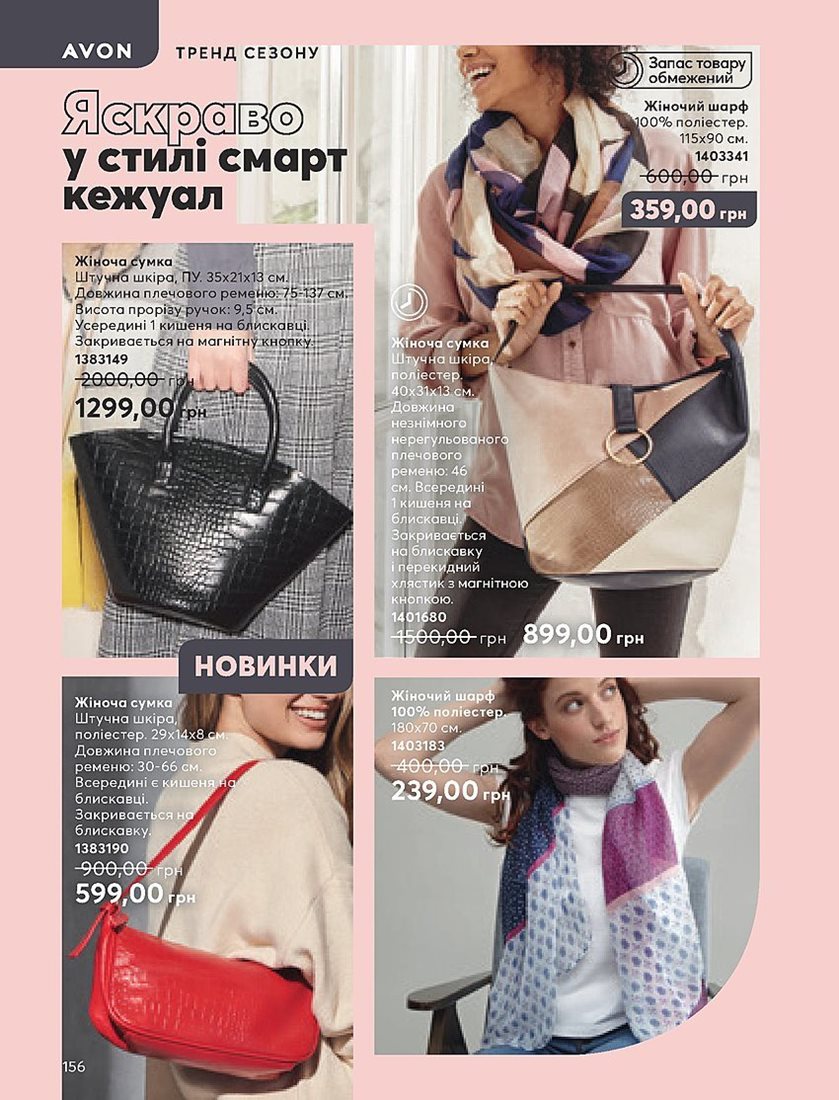 AVON
ТРЕНД СЕЗОНУ
Яскраво
у стилі смарт
кежуал
Запас товару
обмежений
Жіночий шарф
100% поліестер.
115х90 см.
1403341
600,00 грн
359,00 грн
Жіноча сумка
Штучна шкіра, ПУ. 35х21х13 см.
Довжина плечового ременю: 75-137 см.
Висота прорізу ручок: 9,5 см.
Усередині 1 кишеня на блискавці.
Закривається на магнітну кнопку.
1383149
2000,00 грн
1299,00 грн
Жіноча сумка
Штучна шкіра,
поліестер.
40х31х13 см.
Довжина
незнімного
нерегульованого
плечового
ременю: 46
см. Всередині
1 кишеня на
блискавці.
Закривається
на блискавку
і перекидний
хлястик з магнітною
кнопкою.
1401680
1500,00 грн 899,00 грн
НОВИНКИ
Жіноча сумка
Штучна шкіра,
поліестер. 29х14х8 см.
Довжина плечового
ременю: 30-66 см.
Всередині є кишеня на
блискавці.
Закривається на
блискавку.
1383190
900,00 грн
599,00 грн
Жіночий шарф
100% поліестер.
180х70 см.
1403183
400,00 грн
239,00 грн
156